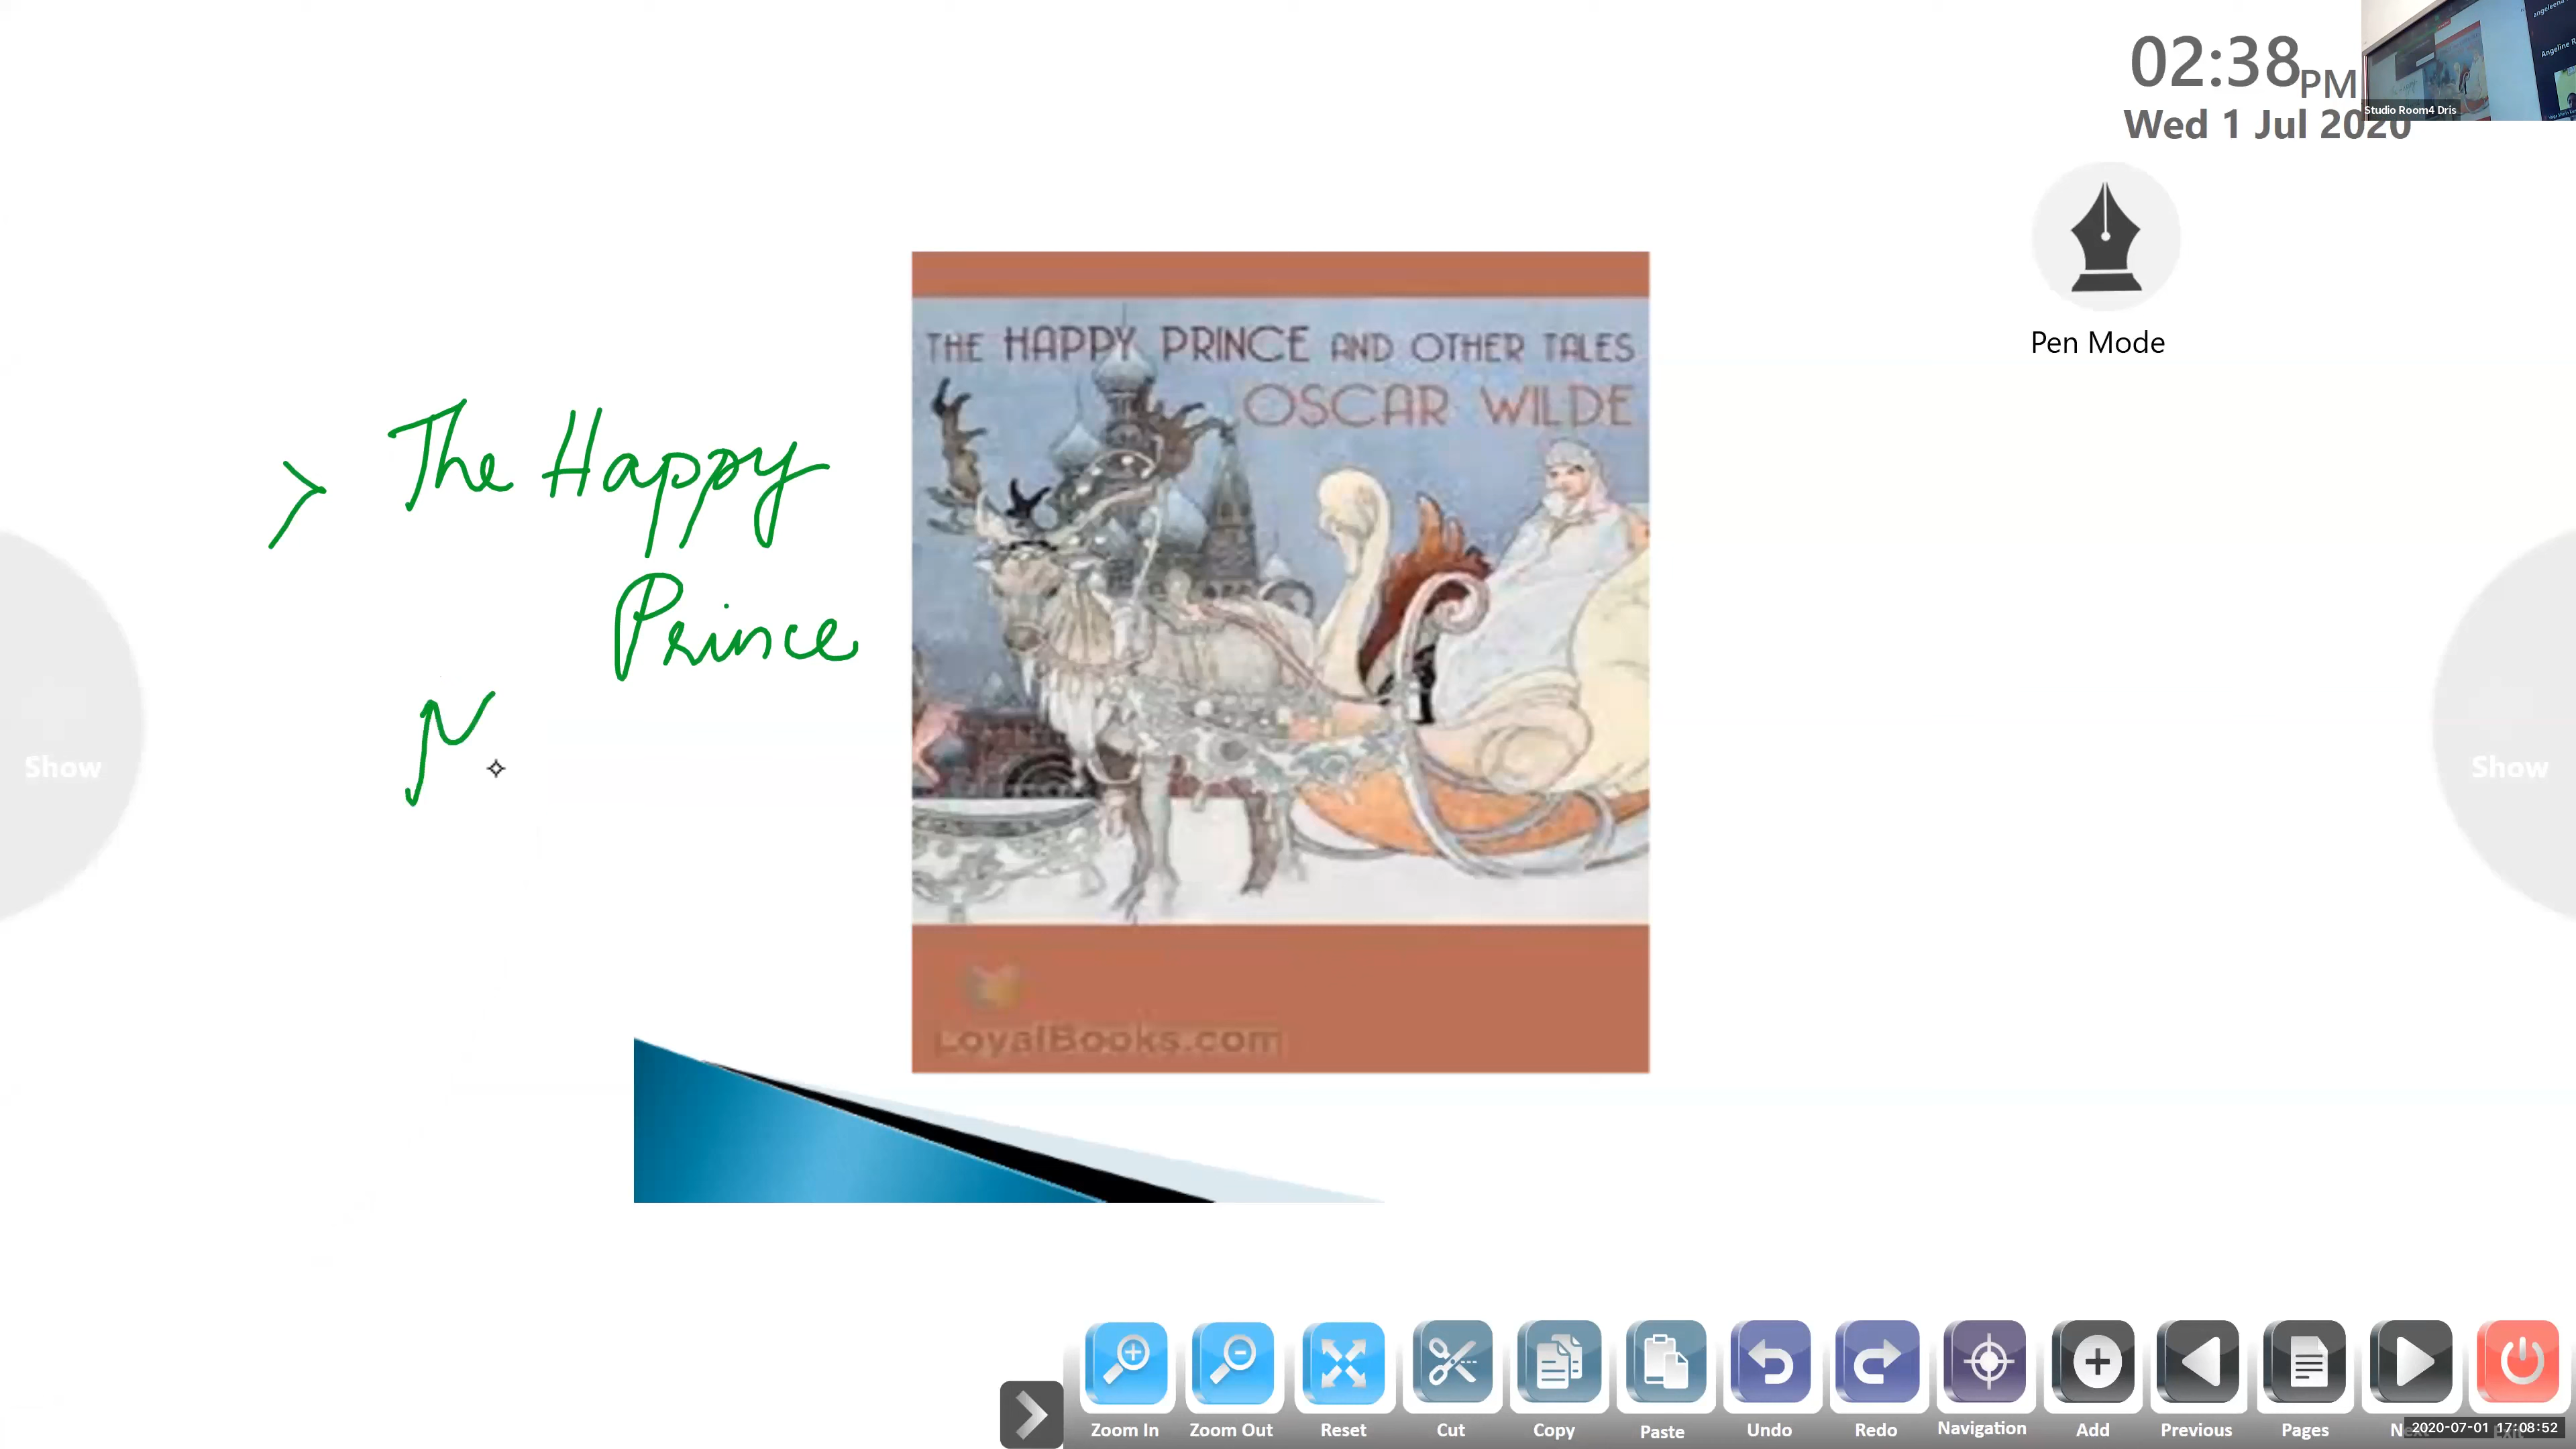 02:38 PM
Wed 1 Jul 2020
Studio Room4 Dris
Pen Mode
THE HAPPY PRINCE AND OTHER TALES
OSCAR WILDE
> The Happy
Prince
Show
Show
LoyalBooks.com
Zoom In
Zoom Out
Reset
Cut
Copy
Paste
Undo
Redo
Navigation
Add
Previous
Pages
2020-07-01 17:08:52